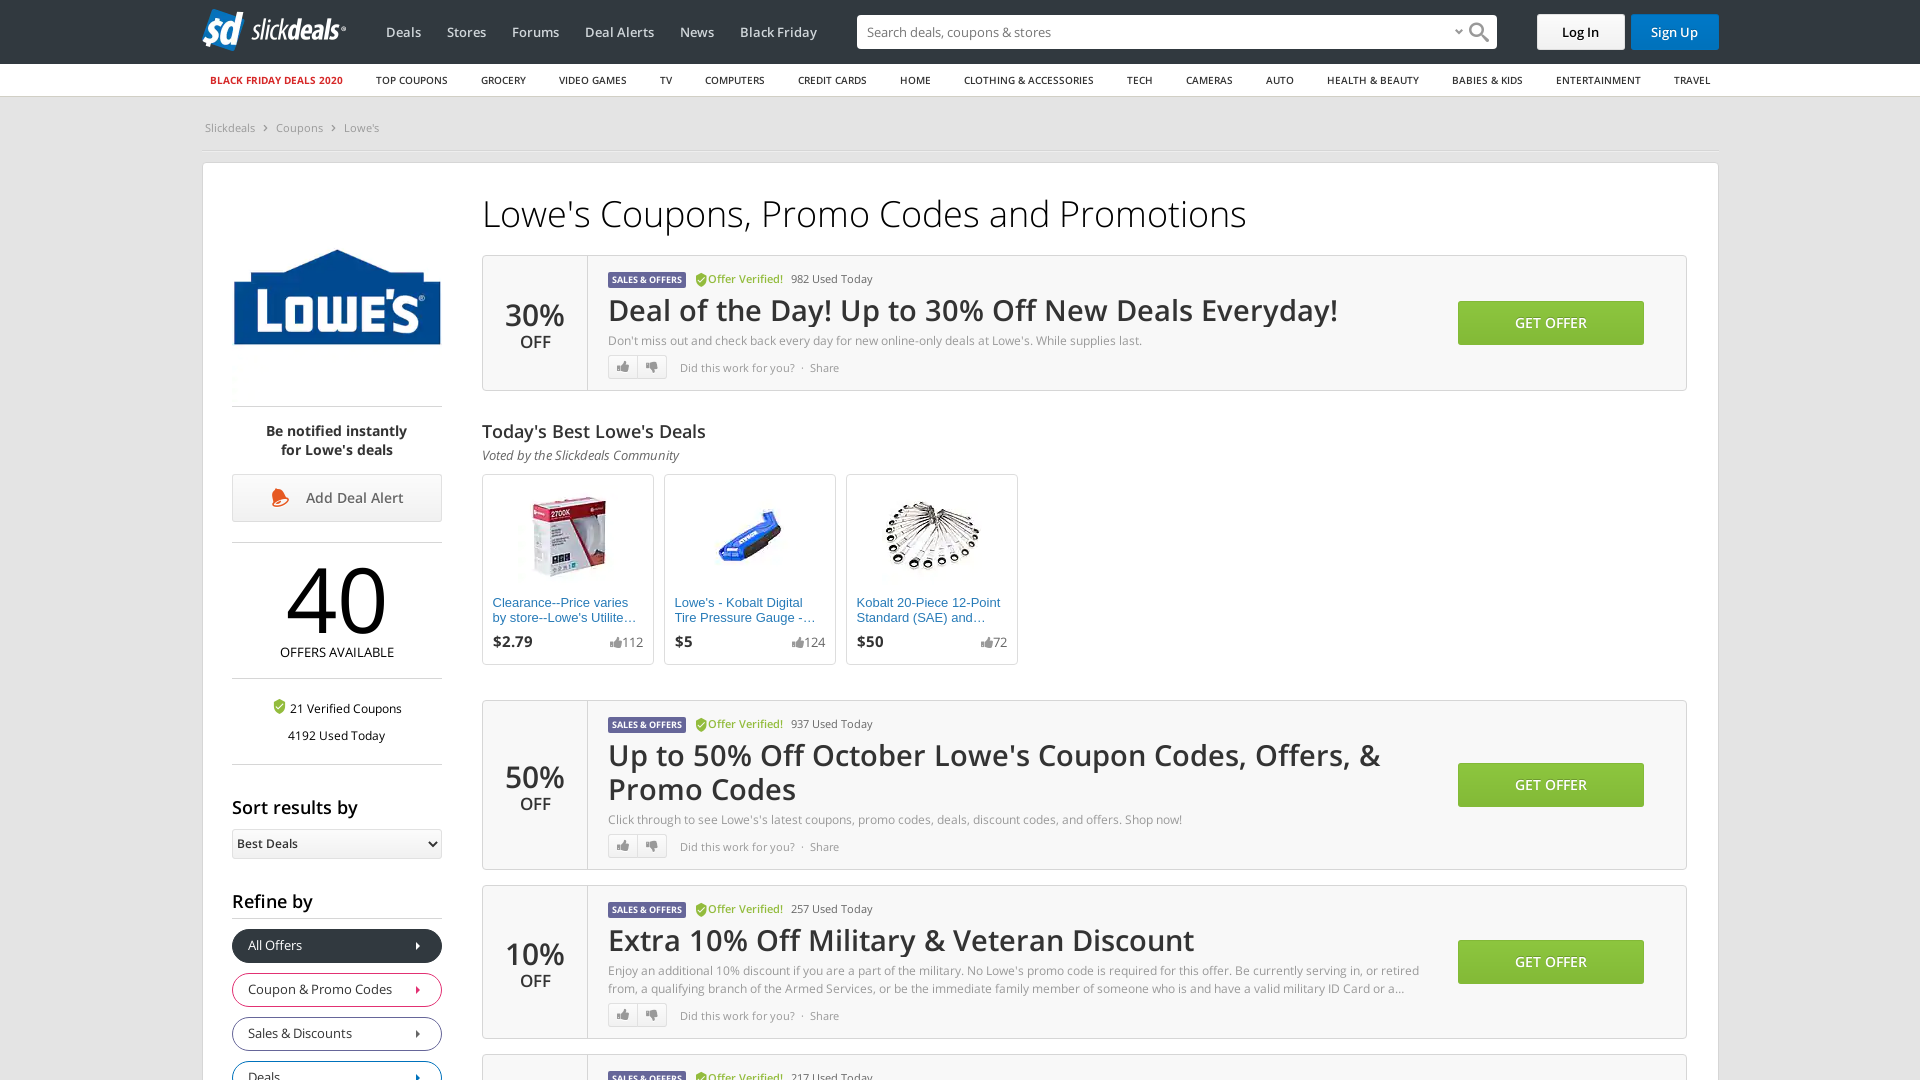 sd slickdeals
Deals
Stores
Forums
Deal Alerts
News
Black Friday
Search deals, coupons & stores
Log In
Sign Up
BLACK FRIDAY DEALS 2020
TOP COUPONS
GROCERY
VIDEO GAMES
TV
COMPUTERS
CREDIT CARDS
HOME
CLOTHING & ACCESSORIES
TECH
CAMERAS
AUTO
HEALTH & BEAUTY
BABIES & KIDS
ENTERTAINMENT
TRAVEL
Slickdeals › Coupons › Lowe's
LOWE'S®
Be notified instantly
for Lowe's deals
Add Deal Alert
40
OFFERS AVAILABLE
21 Verified Coupons
4192 Used Today
Sort results by
Best Deals
Refine by
All Offers
Coupon & Promo Codes
Sales & Discounts
Deals
Lowe's Coupons, Promo Codes and Promotions
30%
OFF
SALES & OFFERS Offer Verified! 982 Used Today
Deal of the Day! Up to 30% Off New Deals Everyday!
Don't miss out and check back every day for new online-only deals at Lowe's. While supplies last.
Did this work for you? · Share
GET OFFER
Today's Best Lowe's Deals
Voted by the Slickdeals Community
2700K
Clearance--Price varies
by store--Lowe's Utilite…
$2.79 112
Lowe's - Kobalt Digital
Tire Pressure Gauge -…
$5 124
Kobalt 20-Piece 12-Point
Standard (SAE) and…
$50 72
50%
OFF
SALES & OFFERS Offer Verified! 937 Used Today
Up to 50% Off October Lowe's Coupon Codes, Offers, &
Promo Codes
Click through to see Lowe's's latest coupons, promo codes, deals, discount codes, and offers. Shop now!
Did this work for you? · Share
GET OFFER
10%
OFF
SALES & OFFERS Offer Verified! 257 Used Today
Extra 10% Off Military & Veteran Discount
Enjoy an additional 10% discount if you are a part of the military. No Lowe's promo code is required for this offer. Be currently serving in, or retired
from, a qualifying branch of the Armed Services, or be the immediate family member of someone who is and have a valid military ID Card or a…
Did this work for you? · Share
GET OFFER
SALES & OFFERS Offer Verified! 217 Used Today